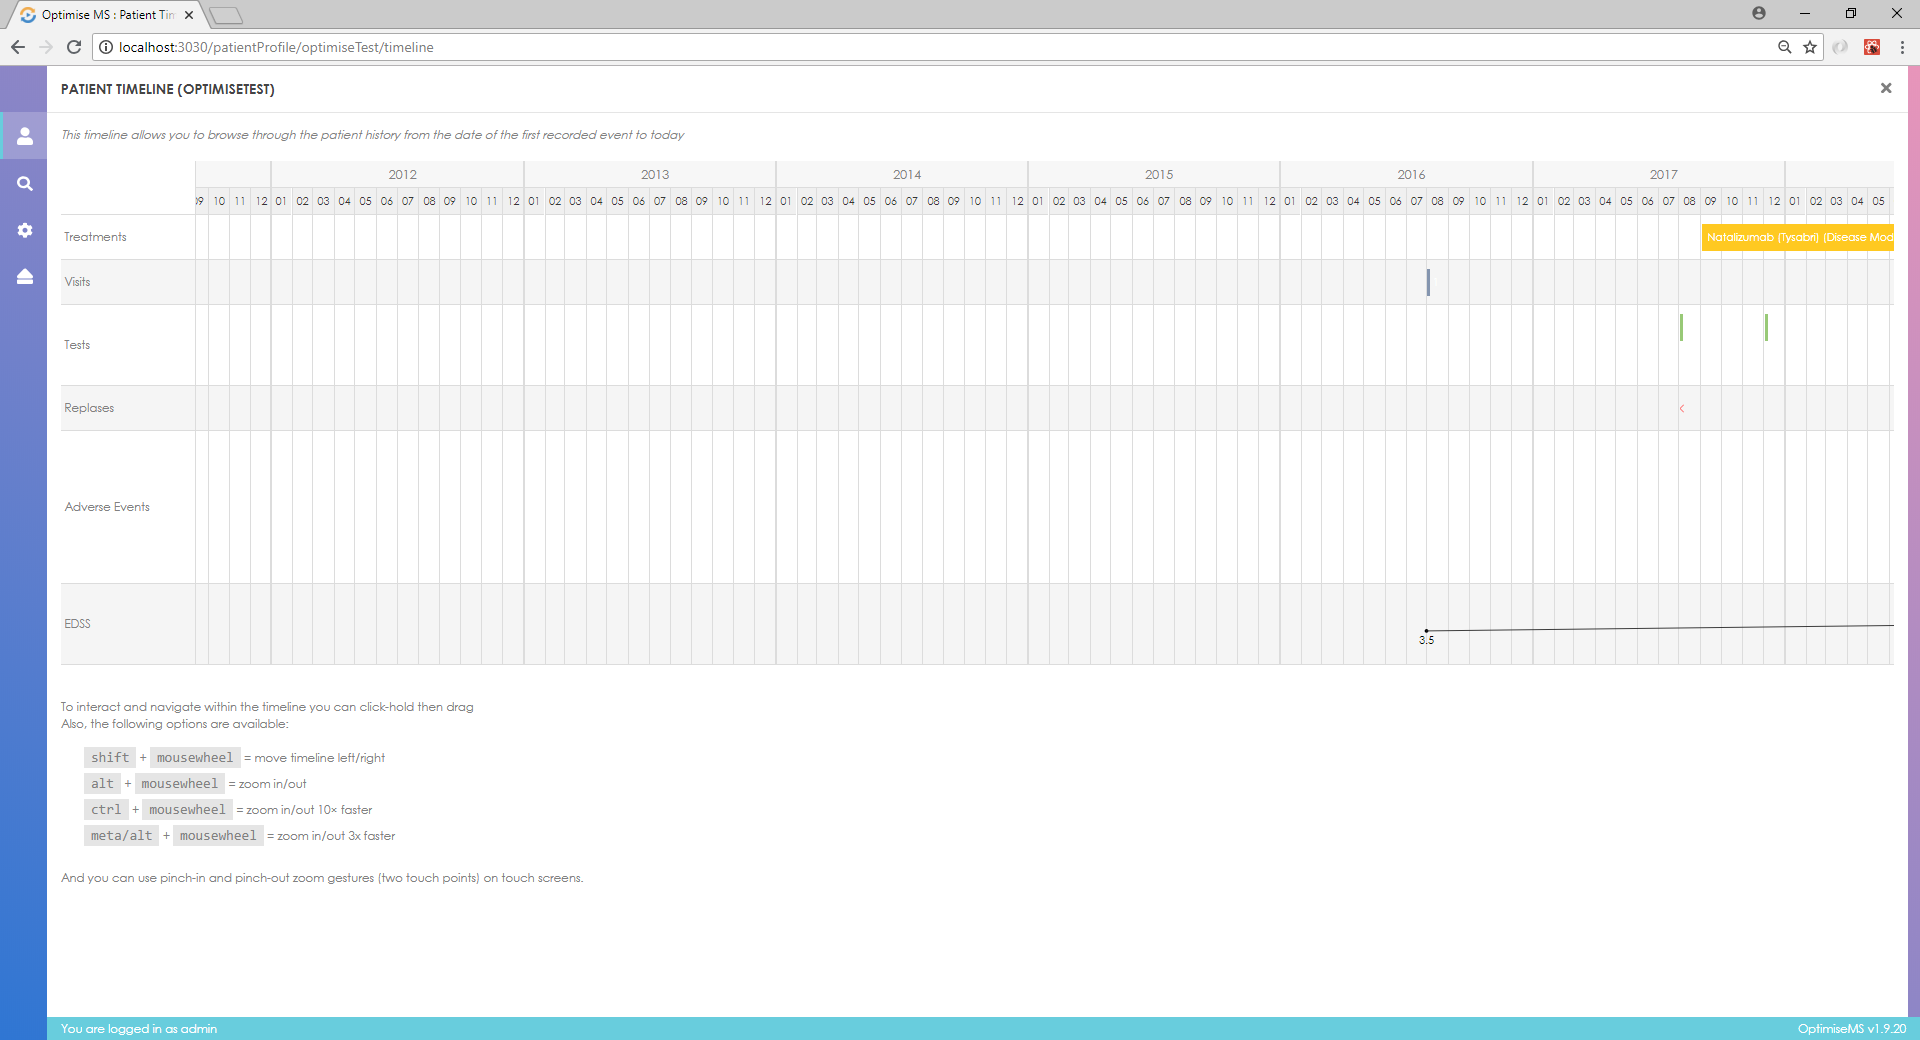 Optimise MS : Patient Tim
localhost:3030/patientProfile/optimiseTest/timeline
PATIENT TIMELINE (OPTIMISETEST)
This timeline allows you to browse through the patient history from the date of the first recorded event to today
2012 2013 2014 2015 2016 2017
09 10 11 12 01 02 03 04 05 06 07 08 09 10 11 12 01 02 03 04 05 06 07 08 09 10 11 12 01 02 03 04 05 06 07 08 09 10 11 12 01 02 03 04 05 06 07 08 09 10 11 12 01 02 03 04 05 06 07 08 09 10 11 12 01 02 03 04 05 06 07 08 09 10 11 12 01 02 03 04 05
Treatments
Natalizumab (Tysabri) (Disease Mod
Visits
Tests
Replases
Adverse Events
EDSS
3.5
To interact and navigate within the timeline you can click-hold then drag
Also, the following options are available:
shift + mousewheel = move timeline left/right
alt + mousewheel = zoom in/out
ctrl + mousewheel = zoom in/out 10× faster
meta/alt + mousewheel = zoom in/out 3x faster
And you can use pinch-in and pinch-out zoom gestures (two touch points) on touch screens.
You are logged in as admin
OptimiseMS v1.9.20